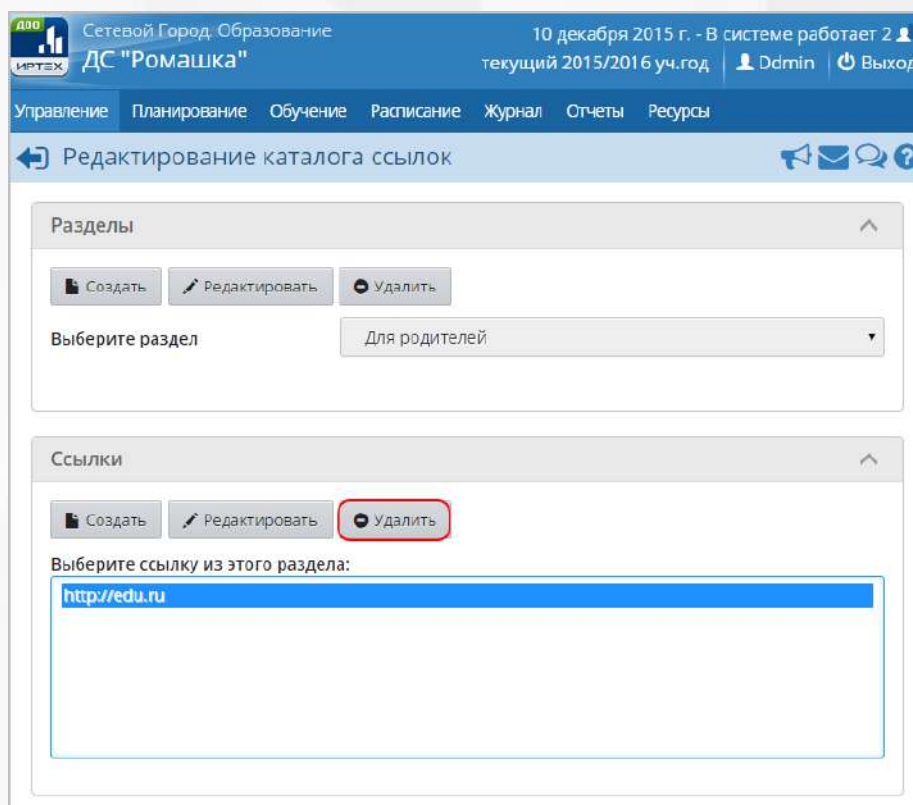 ДОО
ИРТЕХ
Сетевой Город. Образование
ДС "Ромашка"
10 декабря 2015 г. - В системе работает 2
текущий 2015/2016 уч.год Ddmin Выход
Управление Планирование Обучение Расписание Журнал Отчеты Ресурсы
Редактирование каталога ссылок
Разделы
Создать Редактировать Удалить
Выберите раздел Для родителей
Ссылки
Создать Редактировать Удалить
Выберите ссылку из этого раздела:
http://edu.ru